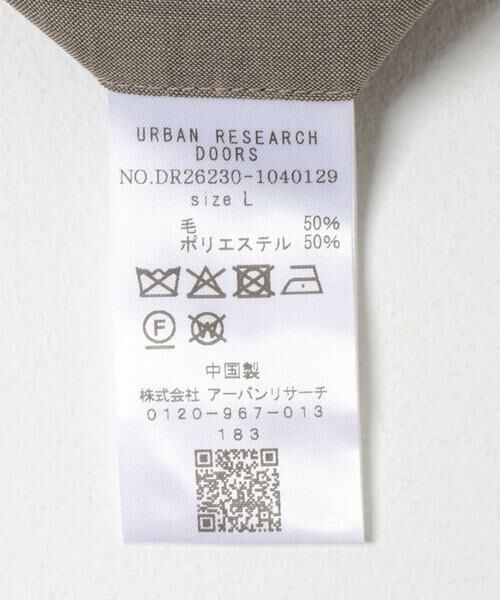 URBAN RESEARCH
DOORS
NO.DR26230-1040129
size L
毛 50%
ポリエステル 50%
F
W
中国製
株式会社 アーバンリサーチ
0120-967-013
183